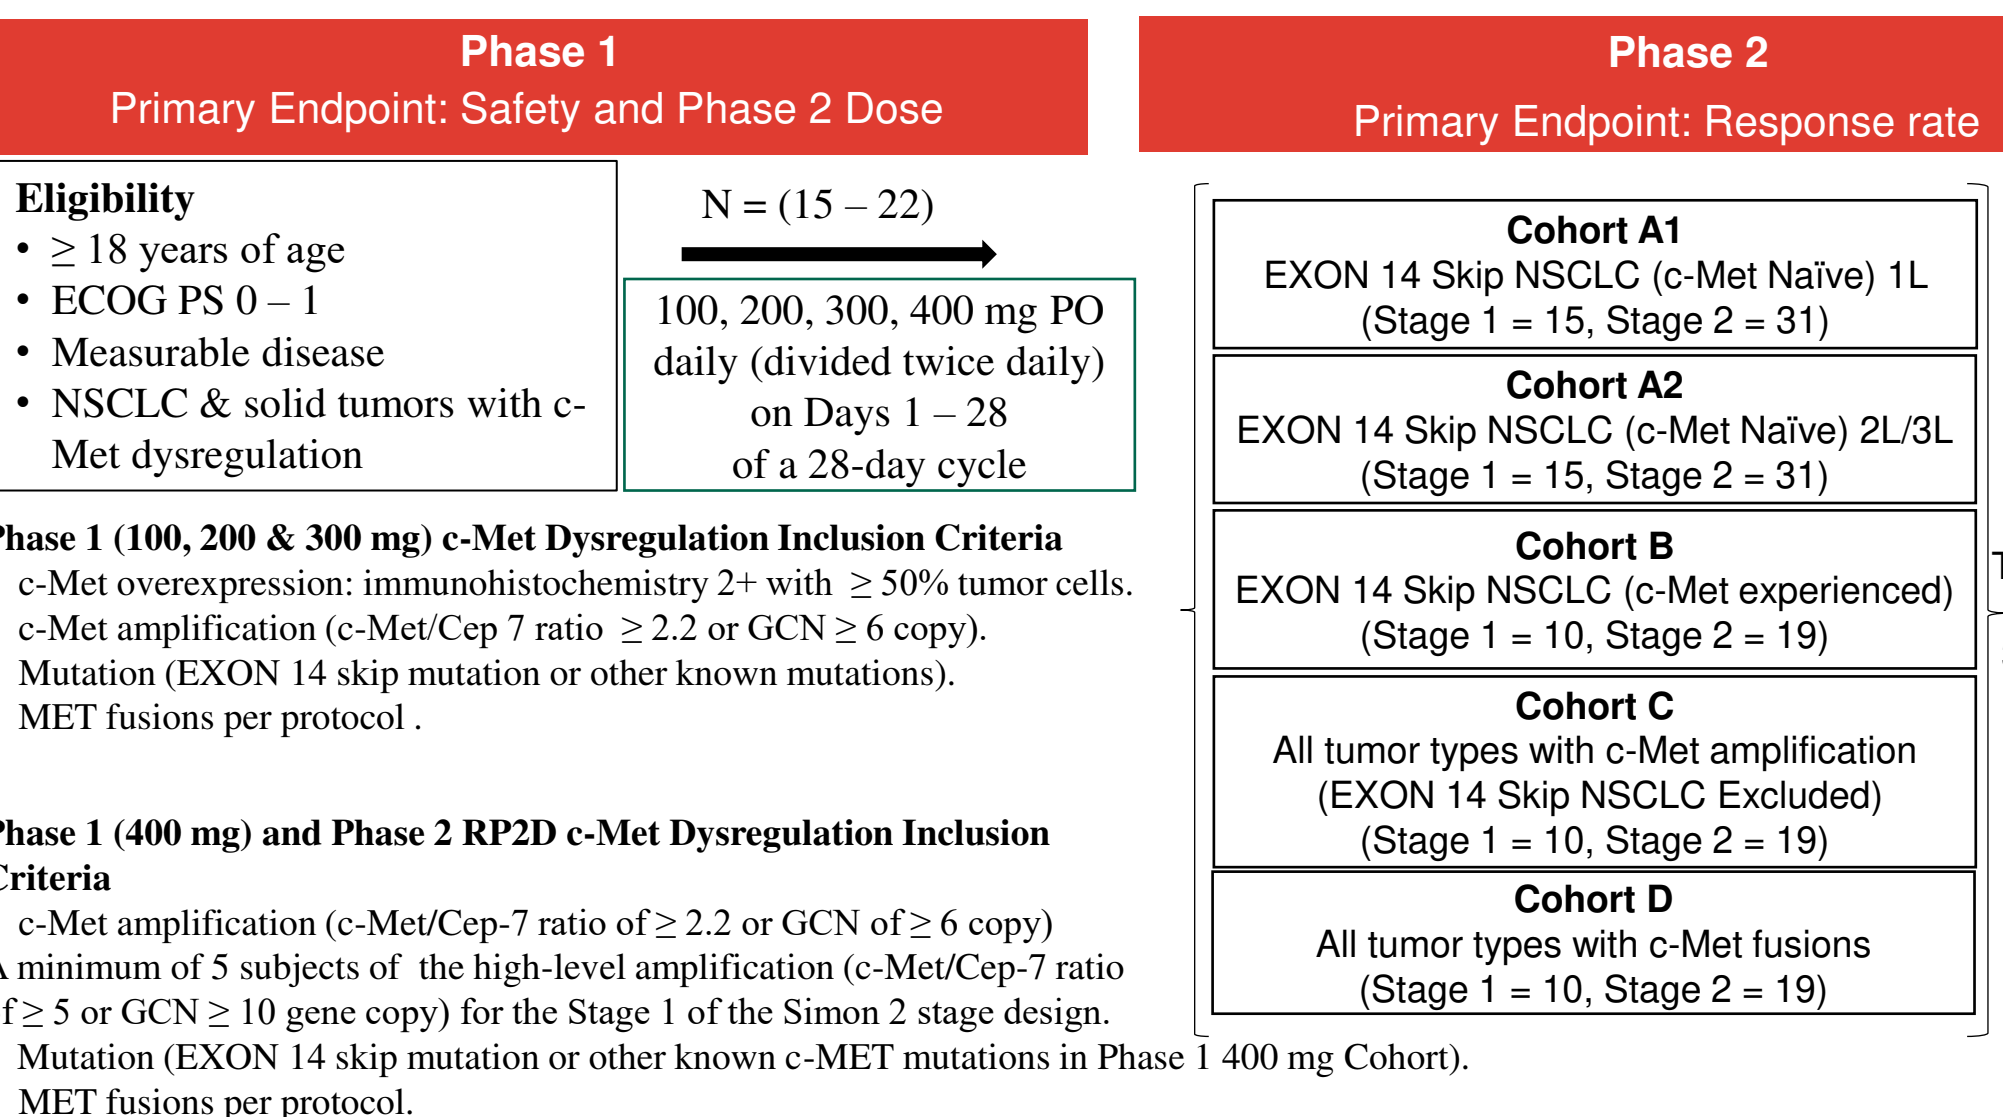 Phase 1
Primary Endpoint: Safety and Phase 2 Dose
Eligibility
• ≥ 18 years of age
• ECOG PS 0 – 1
• Measurable disease
• NSCLC & solid tumors with c-
Met dysregulation
N = (15 – 22)
100, 200, 300, 400 mg PO
daily (divided twice daily)
on Days 1 – 28
of a 28-day cycle
Phase 1 (100, 200 & 300 mg) c-Met Dysregulation Inclusion Criteria
c-Met overexpression: immunohistochemistry 2+ with ≥ 50% tumor cells.
c-Met amplification (c-Met/Cep 7 ratio ≥ 2.2 or GCN ≥ 6 copy).
Mutation (EXON 14 skip mutation or other known mutations).
MET fusions per protocol .
Phase 1 (400 mg) and Phase 2 RP2D c-Met Dysregulation Inclusion
Criteria
c-Met amplification (c-Met/Cep-7 ratio of ≥ 2.2 or GCN of ≥ 6 copy)
A minimum of 5 subjects of the high-level amplification (c-Met/Cep-7 ratio
of ≥ 5 or GCN ≥ 10 gene copy) for the Stage 1 of the Simon 2 stage design.
Mutation (EXON 14 skip mutation or other known c-MET mutations in Phase 1 400 mg Cohort).
MET fusions per protocol.
Phase 2
Primary Endpoint: Response rate
Cohort A1
EXON 14 Skip NSCLC (c-Met Naïve) 1L
(Stage 1 = 15, Stage 2 = 31)
Cohort A2
EXON 14 Skip NSCLC (c-Met Naïve) 2L/3L
(Stage 1 = 15, Stage 2 = 31)
Cohort B
EXON 14 Skip NSCLC (c-Met experienced)
(Stage 1 = 10, Stage 2 = 19)
Cohort C
All tumor types with c-Met amplification
(EXON 14 Skip NSCLC Excluded)
(Stage 1 = 10, Stage 2 = 19)
Cohort D
All tumor types with c-Met fusions
(Stage 1 = 10, Stage 2 = 19)